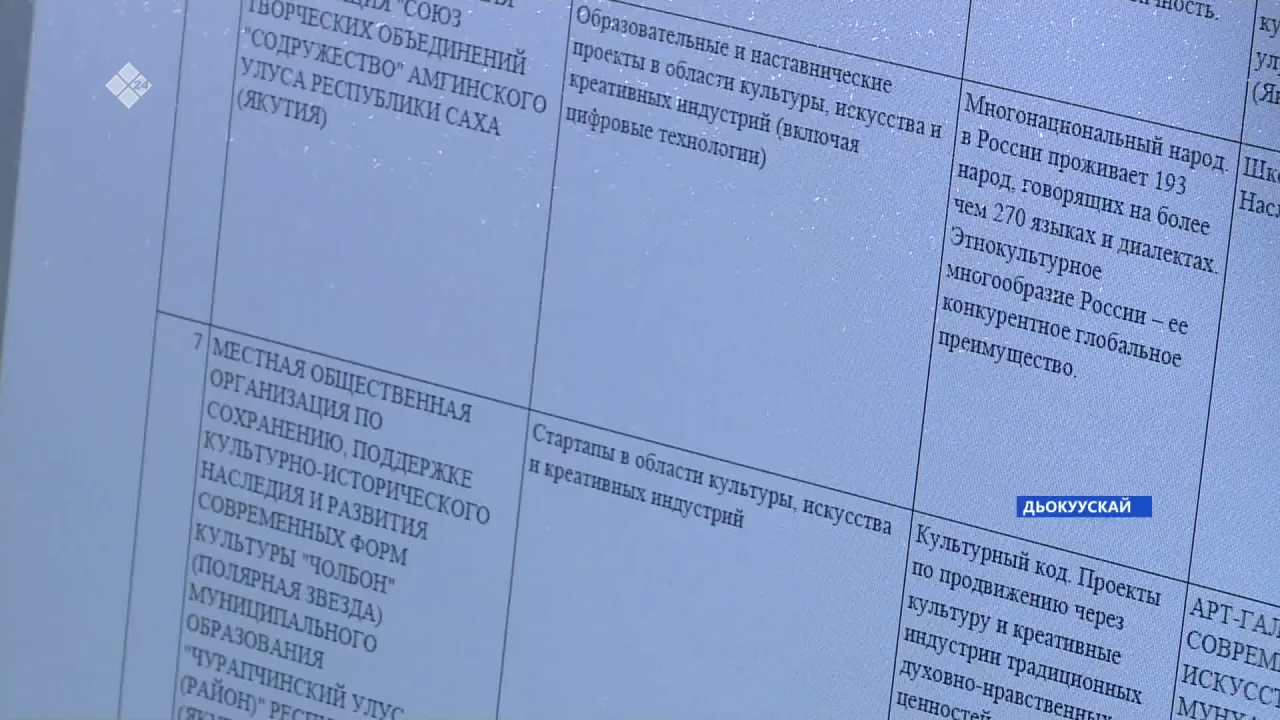 "СОЮЗ
ТВОРЧЕСКИХ ОБЪЕДИНЕНИЙ
"СОДРУЖЕСТВО" АМГИНСКОГО
УЛУСА РЕСПУБЛИКИ САХА
(ЯКУТИЯ)
Образовательные и наставнические
проекты в области культуры, искусства и
креативных индустрий (включая
цифровые технологии)
Многонациональный народ.
в России проживает 193
народ, говорящих на более
чем 270 языках и диалектах.
Этнокультурное
многообразие России – ее
конкурентное глобальное
преимущество.
7
МЕСТНАЯ ОБЩЕСТВЕННАЯ
ОРГАНИЗАЦИЯ ПО
СОХРАНЕНИЮ, ПОДДЕРЖКЕ
КУЛЬТУРНО-ИСТОРИЧЕСКОГО
НАСЛЕДИЯ И РАЗВИТИЯ
СОВРЕМЕННЫХ ФОРМ
КУЛЬТУРЫ "ЧОЛБОН"
(ПОЛЯРНАЯ ЗВЕЗДА)
МУНИЦИПАЛЬНОГО
ОБРАЗОВАНИЯ
"ЧУРАПЧИНСКИЙ УЛУС
(РАЙОН)"
Стартапы в области культуры, искусства
и креативных индустрий
Культурный код. Проекты
по продвижению через
культуру и креативные
индустрии традиционных
духовно-нравственных
ценностей
24
ДЬОКУУСКАЙ